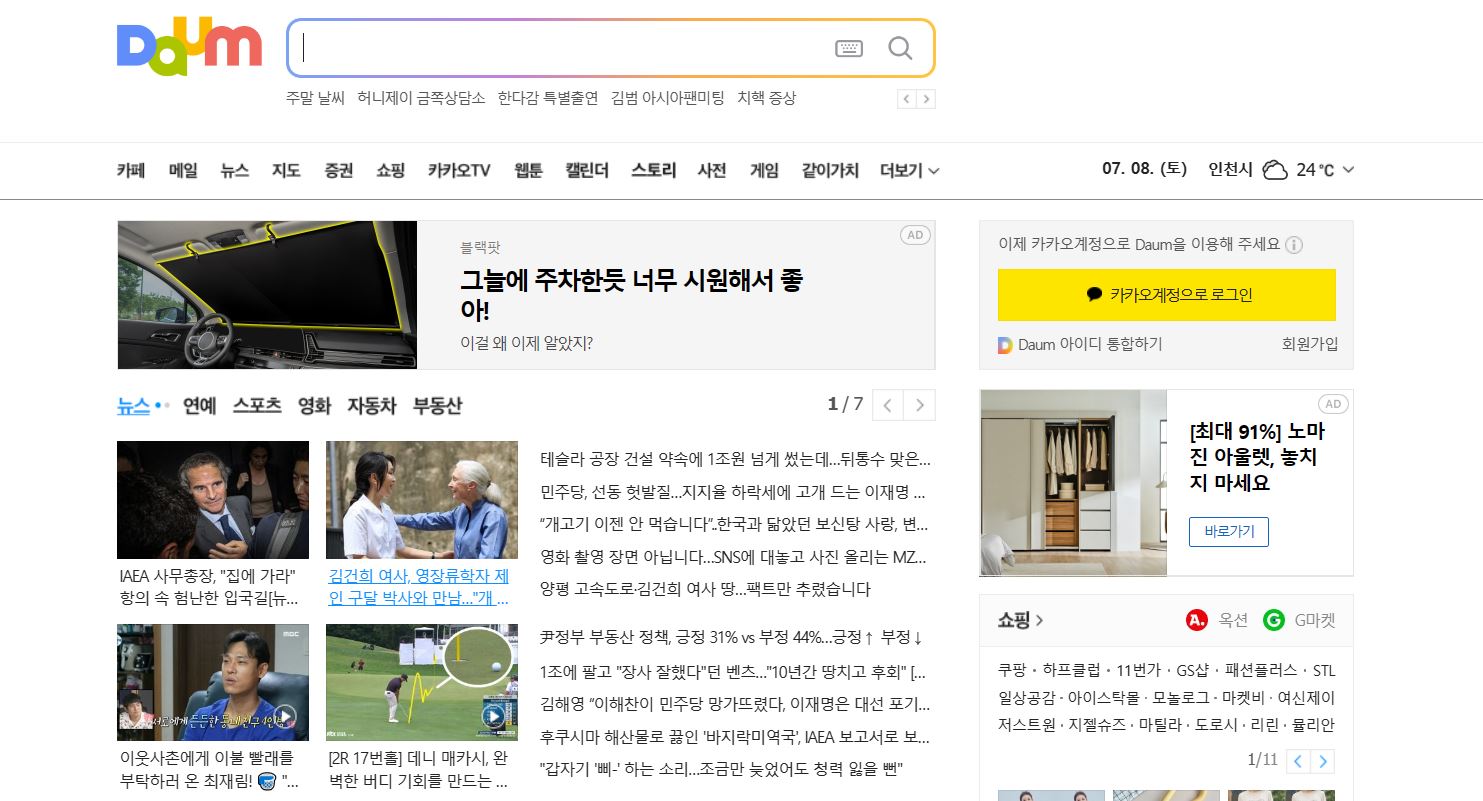 Daum
주말 날씨 허니제이 금쪽상담소 한다감 특별출연 김범 아시아팬미팅 치핵 증상
카페 메일 뉴스 지도 증권 쇼핑 카카오TV 웹툰 캘린더 스토리 사전 게임 같이가치 더보기
07. 08. (토) 인천시 24 ℃
AD
블랙팟
그늘에 주차한듯 너무 시원해서 좋
아!
이걸 왜 이제 알았지?
이제 카카오계정으로 Daum을 이용해 주세요
카카오계정으로 로그인
Daum 아이디 통합하기 회원가입
뉴스 연예 스포츠 영화 자동차 부동산
1 / 7
IAEA 사무총장, "집에 가라"
항의 속 험난한 입국길[뉴...
김건희 여사, 영장류학자 제
인 구달 박사와 만남..."개 ...
mbc
이웃사촌에게 이불 빨래를
부탁하러 온 최재림! "...
[2R 17번홀] 데니 매카시, 완
벽한 버디 기회를 만드는 ...
테슬라 공장 건설 약속에 1조원 넘게 썼는데...뒤통수 맞은...
민주당, 선동 헛발질...지지율 하락세에 고개 드는 이재명 ...
“개고기 이젠 안 먹습니다”..한국과 닮았던 보신탕 사랑, 변...
영화 촬영 장면 아닙니다...SNS에 대놓고 사진 올리는 MZ...
양평 고속도로·김건희 여사 땅...팩트만 추렸습니다
尹정부 부동산 정책, 긍정 31% vs 부정 44%...긍정↑ 부정↓
1조에 팔고 "장사 잘했다"던 벤츠..."10년간 땅치고 후회" [...
김해영 “이해찬이 민주당 망가뜨렸다, 이재명은 대선 포기...
후쿠시마 해산물로 끓인 '바지락미역국', IAEA 보고서로 보...
"갑자기 '삐-' 하는 소리...조금만 늦었어도 청력 잃을 뻔"
AD
[최대 91%] 노마
진 아울렛, 놓치
지 마세요
바로가기
쇼핑 A. 옥션 G G마켓
쿠팡 · 하프클럽 · 11번가 · GS샵 · 패션플러스 · STL
일상공감 · 아이스탁몰 · 모놀로그 · 마켓비 · 여신제이
저스트원 · 지젤슈즈 · 마틸라 · 도로시 · 리린 · 뮬리안
1/11